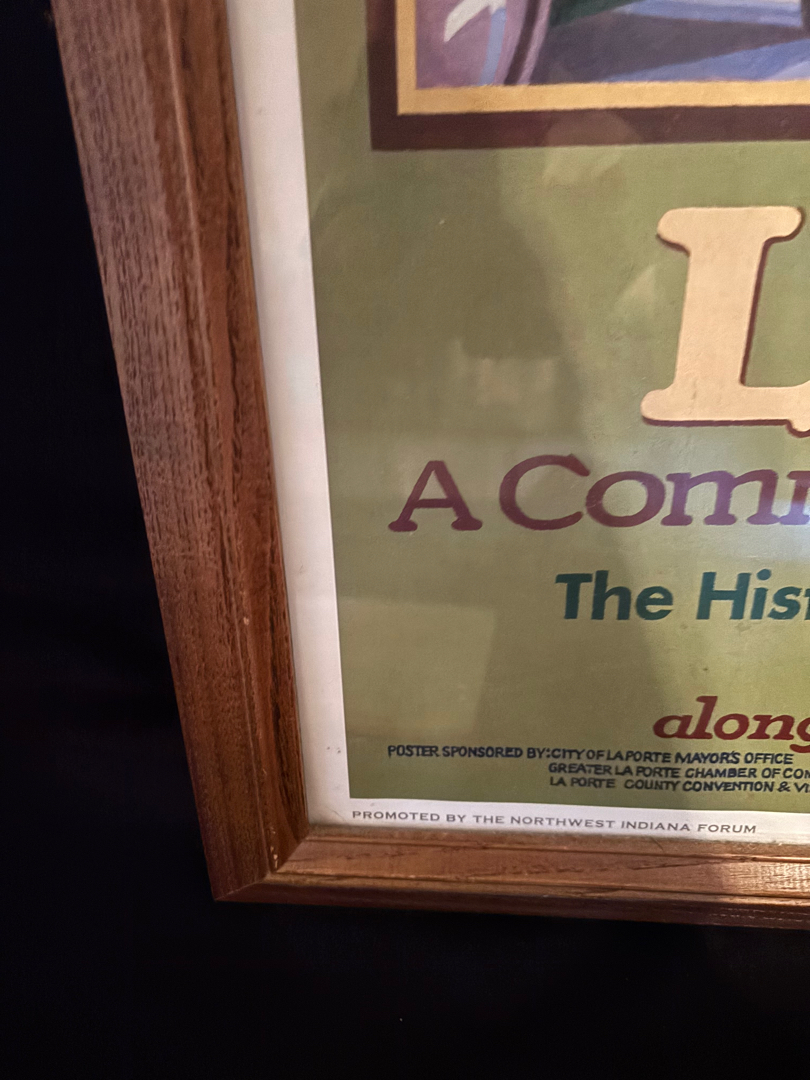 L
A Comm
The Hist
along
POSTER SPONSORED BY: CITY OF LAPORTE MAYOR'S OFFICE
GREATER LA PORTE CHAMBER OF COM
LA PORTE COUNTY CONVENTION & VI
PROMOTED BY THE NORTHWEST INDIANA FORUM